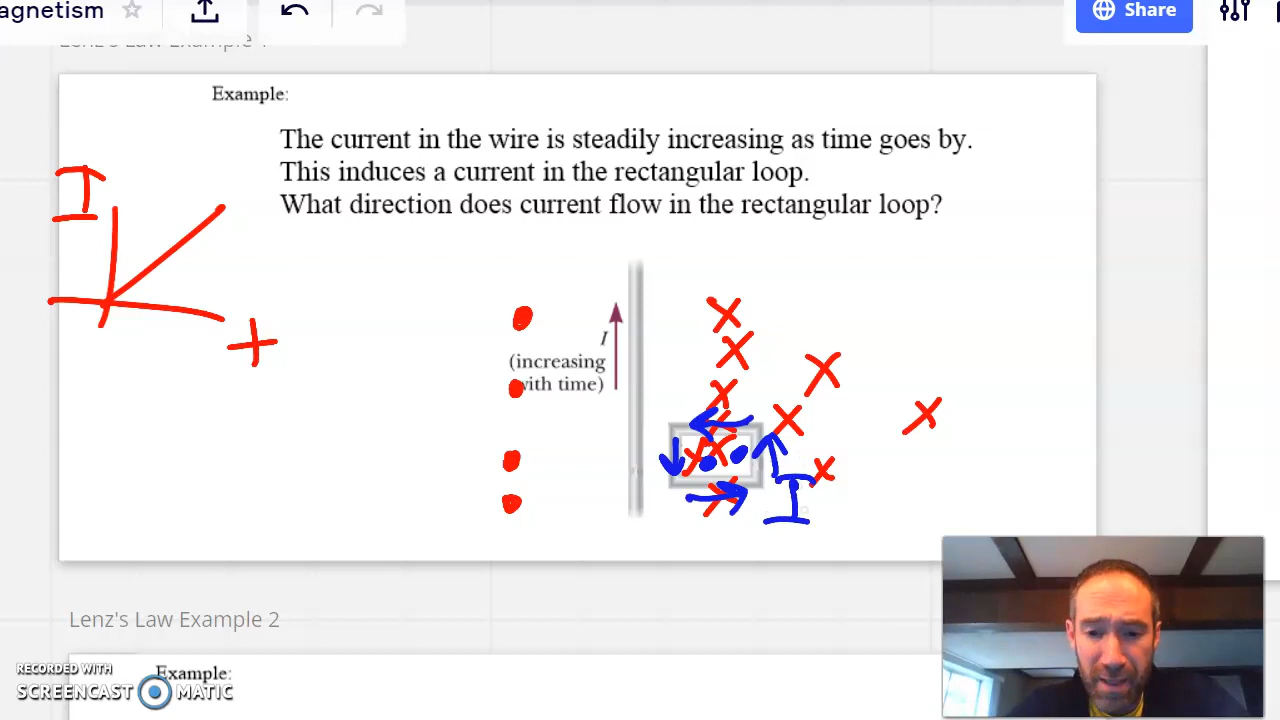 agnetism
Share
Lenz's Law Example 1
Example:
The current in the wire is steadily increasing as time goes by.
This induces a current in the rectangular loop.
What direction does current flow in the rectangular loop?
I
t
I
(increasing
with time)
I
Lenz's Law Example 2
Example:
RECORDED WITH
SCREENCAST MATIC